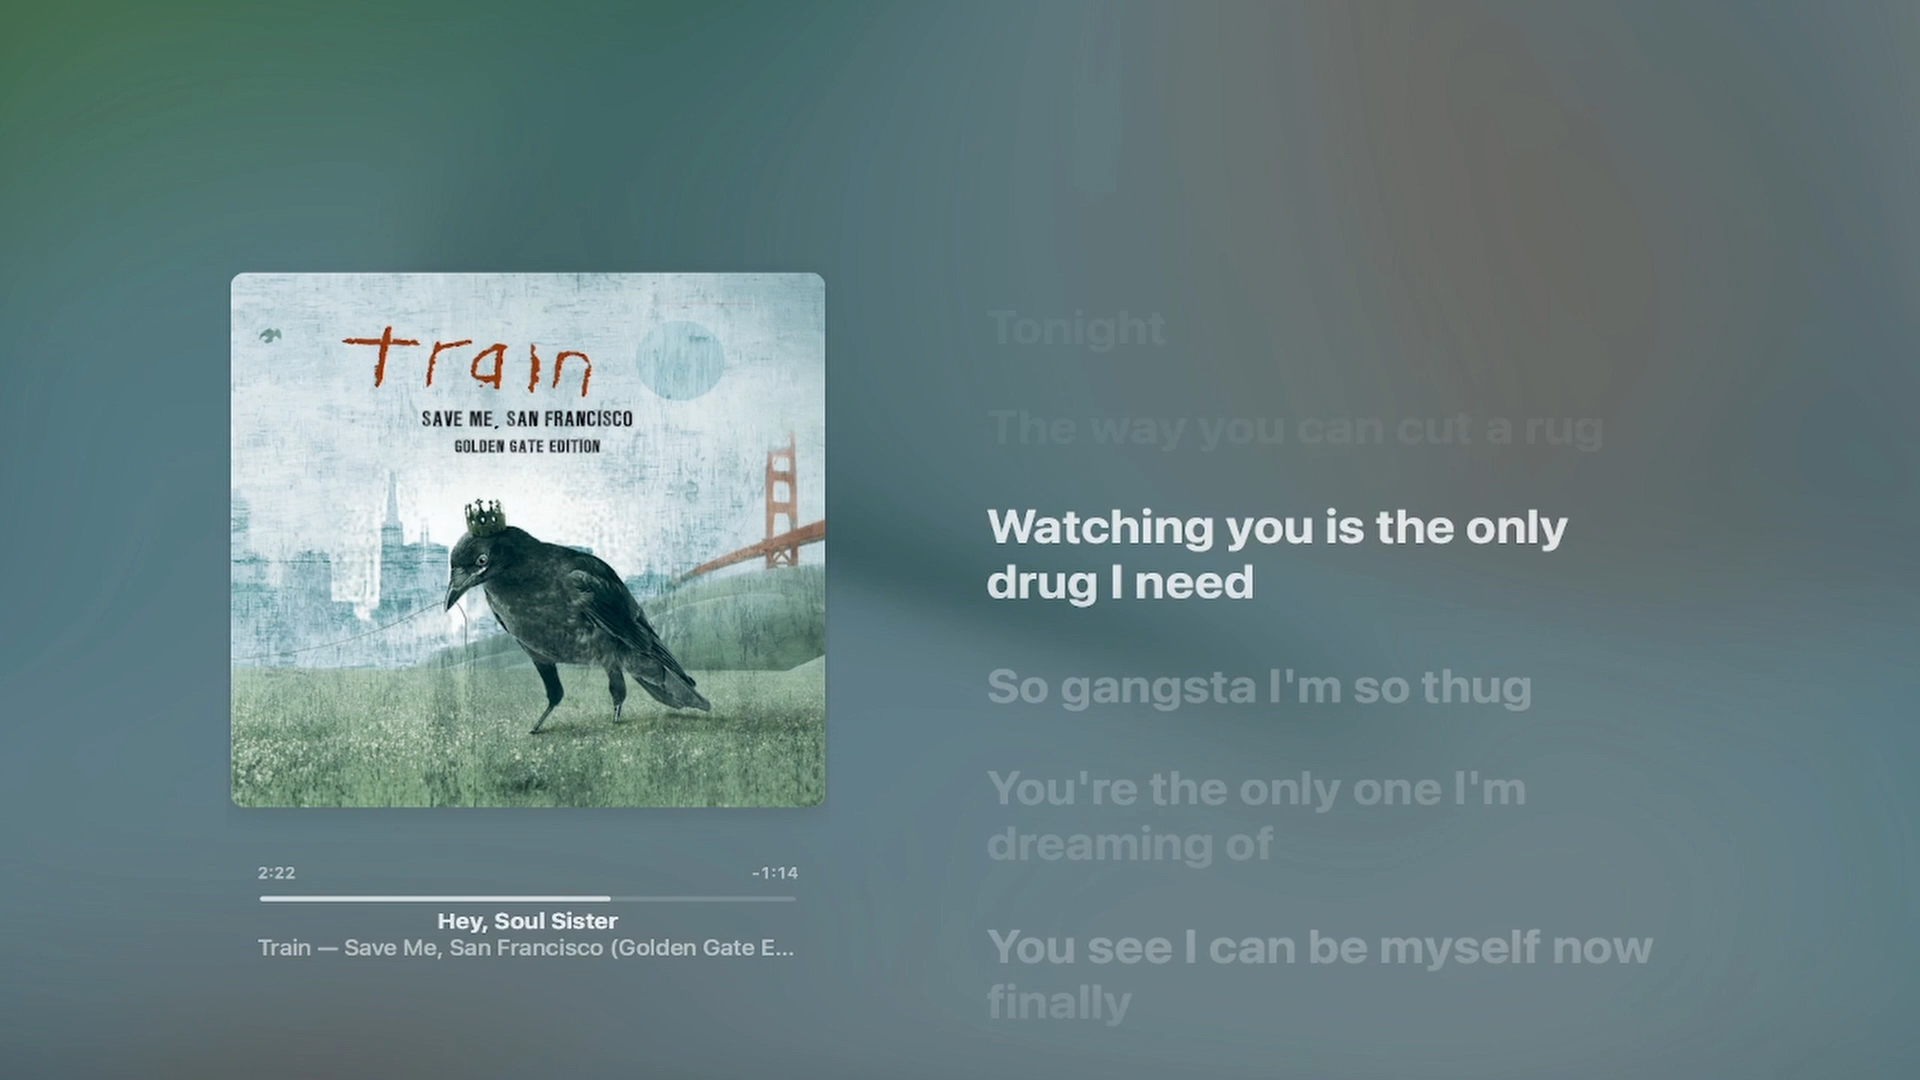 train
SAVE ME, SAN FRANCISCO
GOLDEN GATE EDITION
2:22
-1:14
Hey, Soul Sister
Train — Save Me, San Francisco (Golden Gate E...
Tonight
The way you can cut a rug
Watching you is the only
drug I need
So gangsta I'm so thug
You're the only one I'm
dreaming of
You see I can be myself now
finally